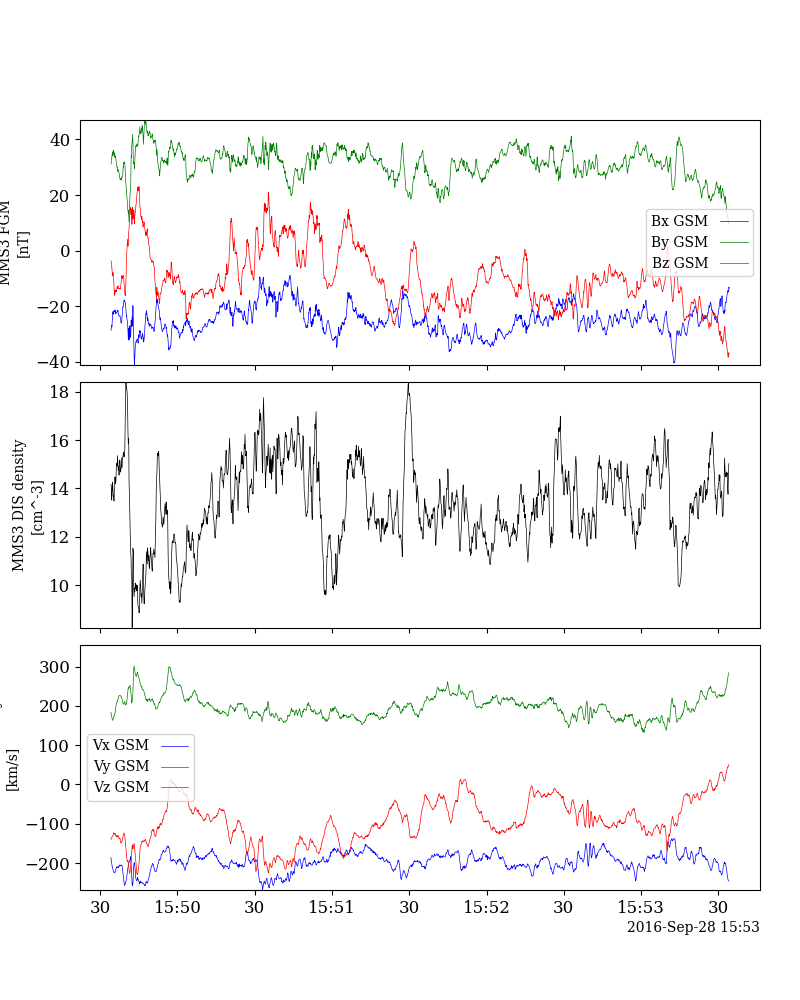 40
20
0
−20
−40
MMS3 FGM
[nT]
Bx GSM
By GSM
Bz GSM
18
16
14
12
10
MMS3 DIS density
[cm^-3]
300
200
100
0
−100
−200
[km/s]
Vx GSM
Vy GSM
Vz GSM
30 15:50 30 15:51 30 15:52 30 15:53 30
2016-Sep-28 15:53